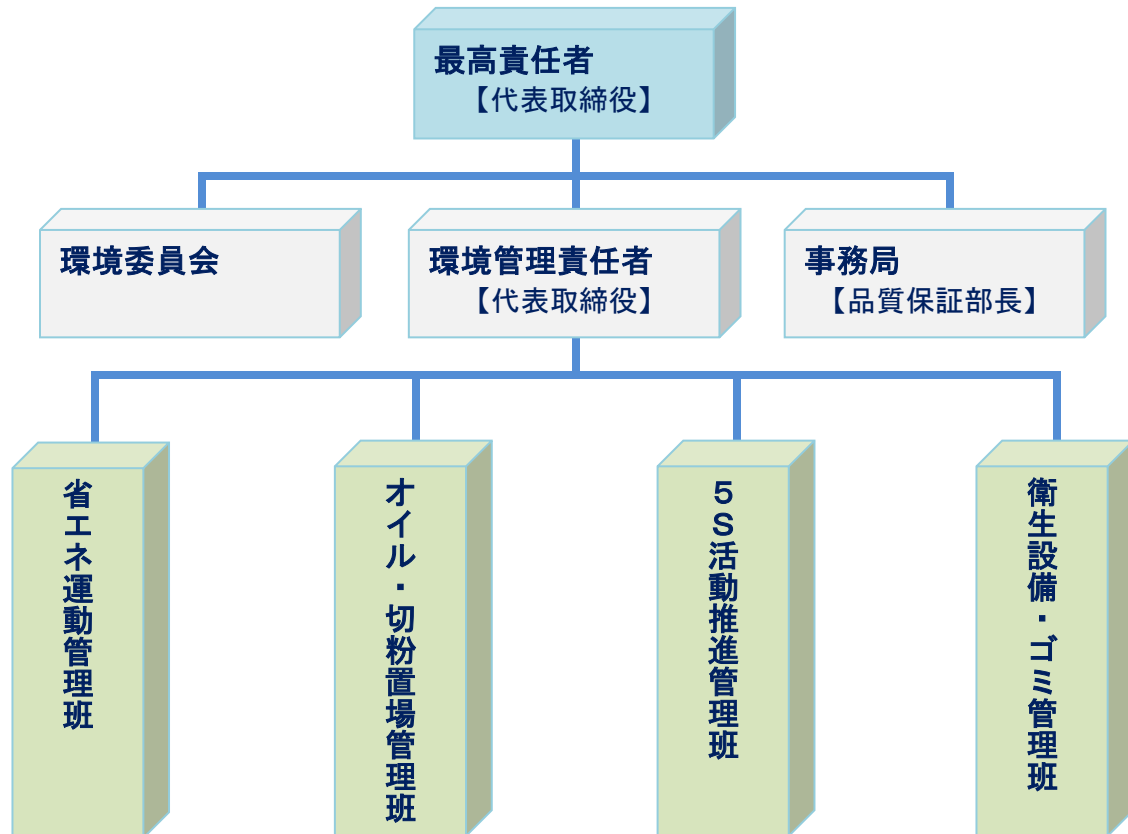 最高責任者
【代表取締役】
環境委員会
環境管理責任者
【代表取締役】
事務局
【品質保証部長】
省エネ運動管理班
オイル・切粉置場管理班
５Ｓ活動推進管理班
衛生設備・ゴミ管理班